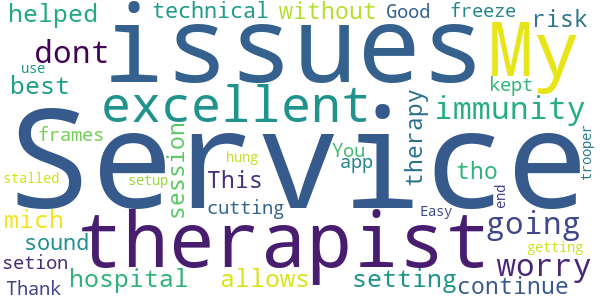 helped technical without Good freeze risk
dont issues My
use best kept
excellent immunity
frames session You app therapy tho trooper
Service
stalled setup hung This cutting end
mich therapist Easy going
sound getting
setion hospital allows setting worry
Thank continue